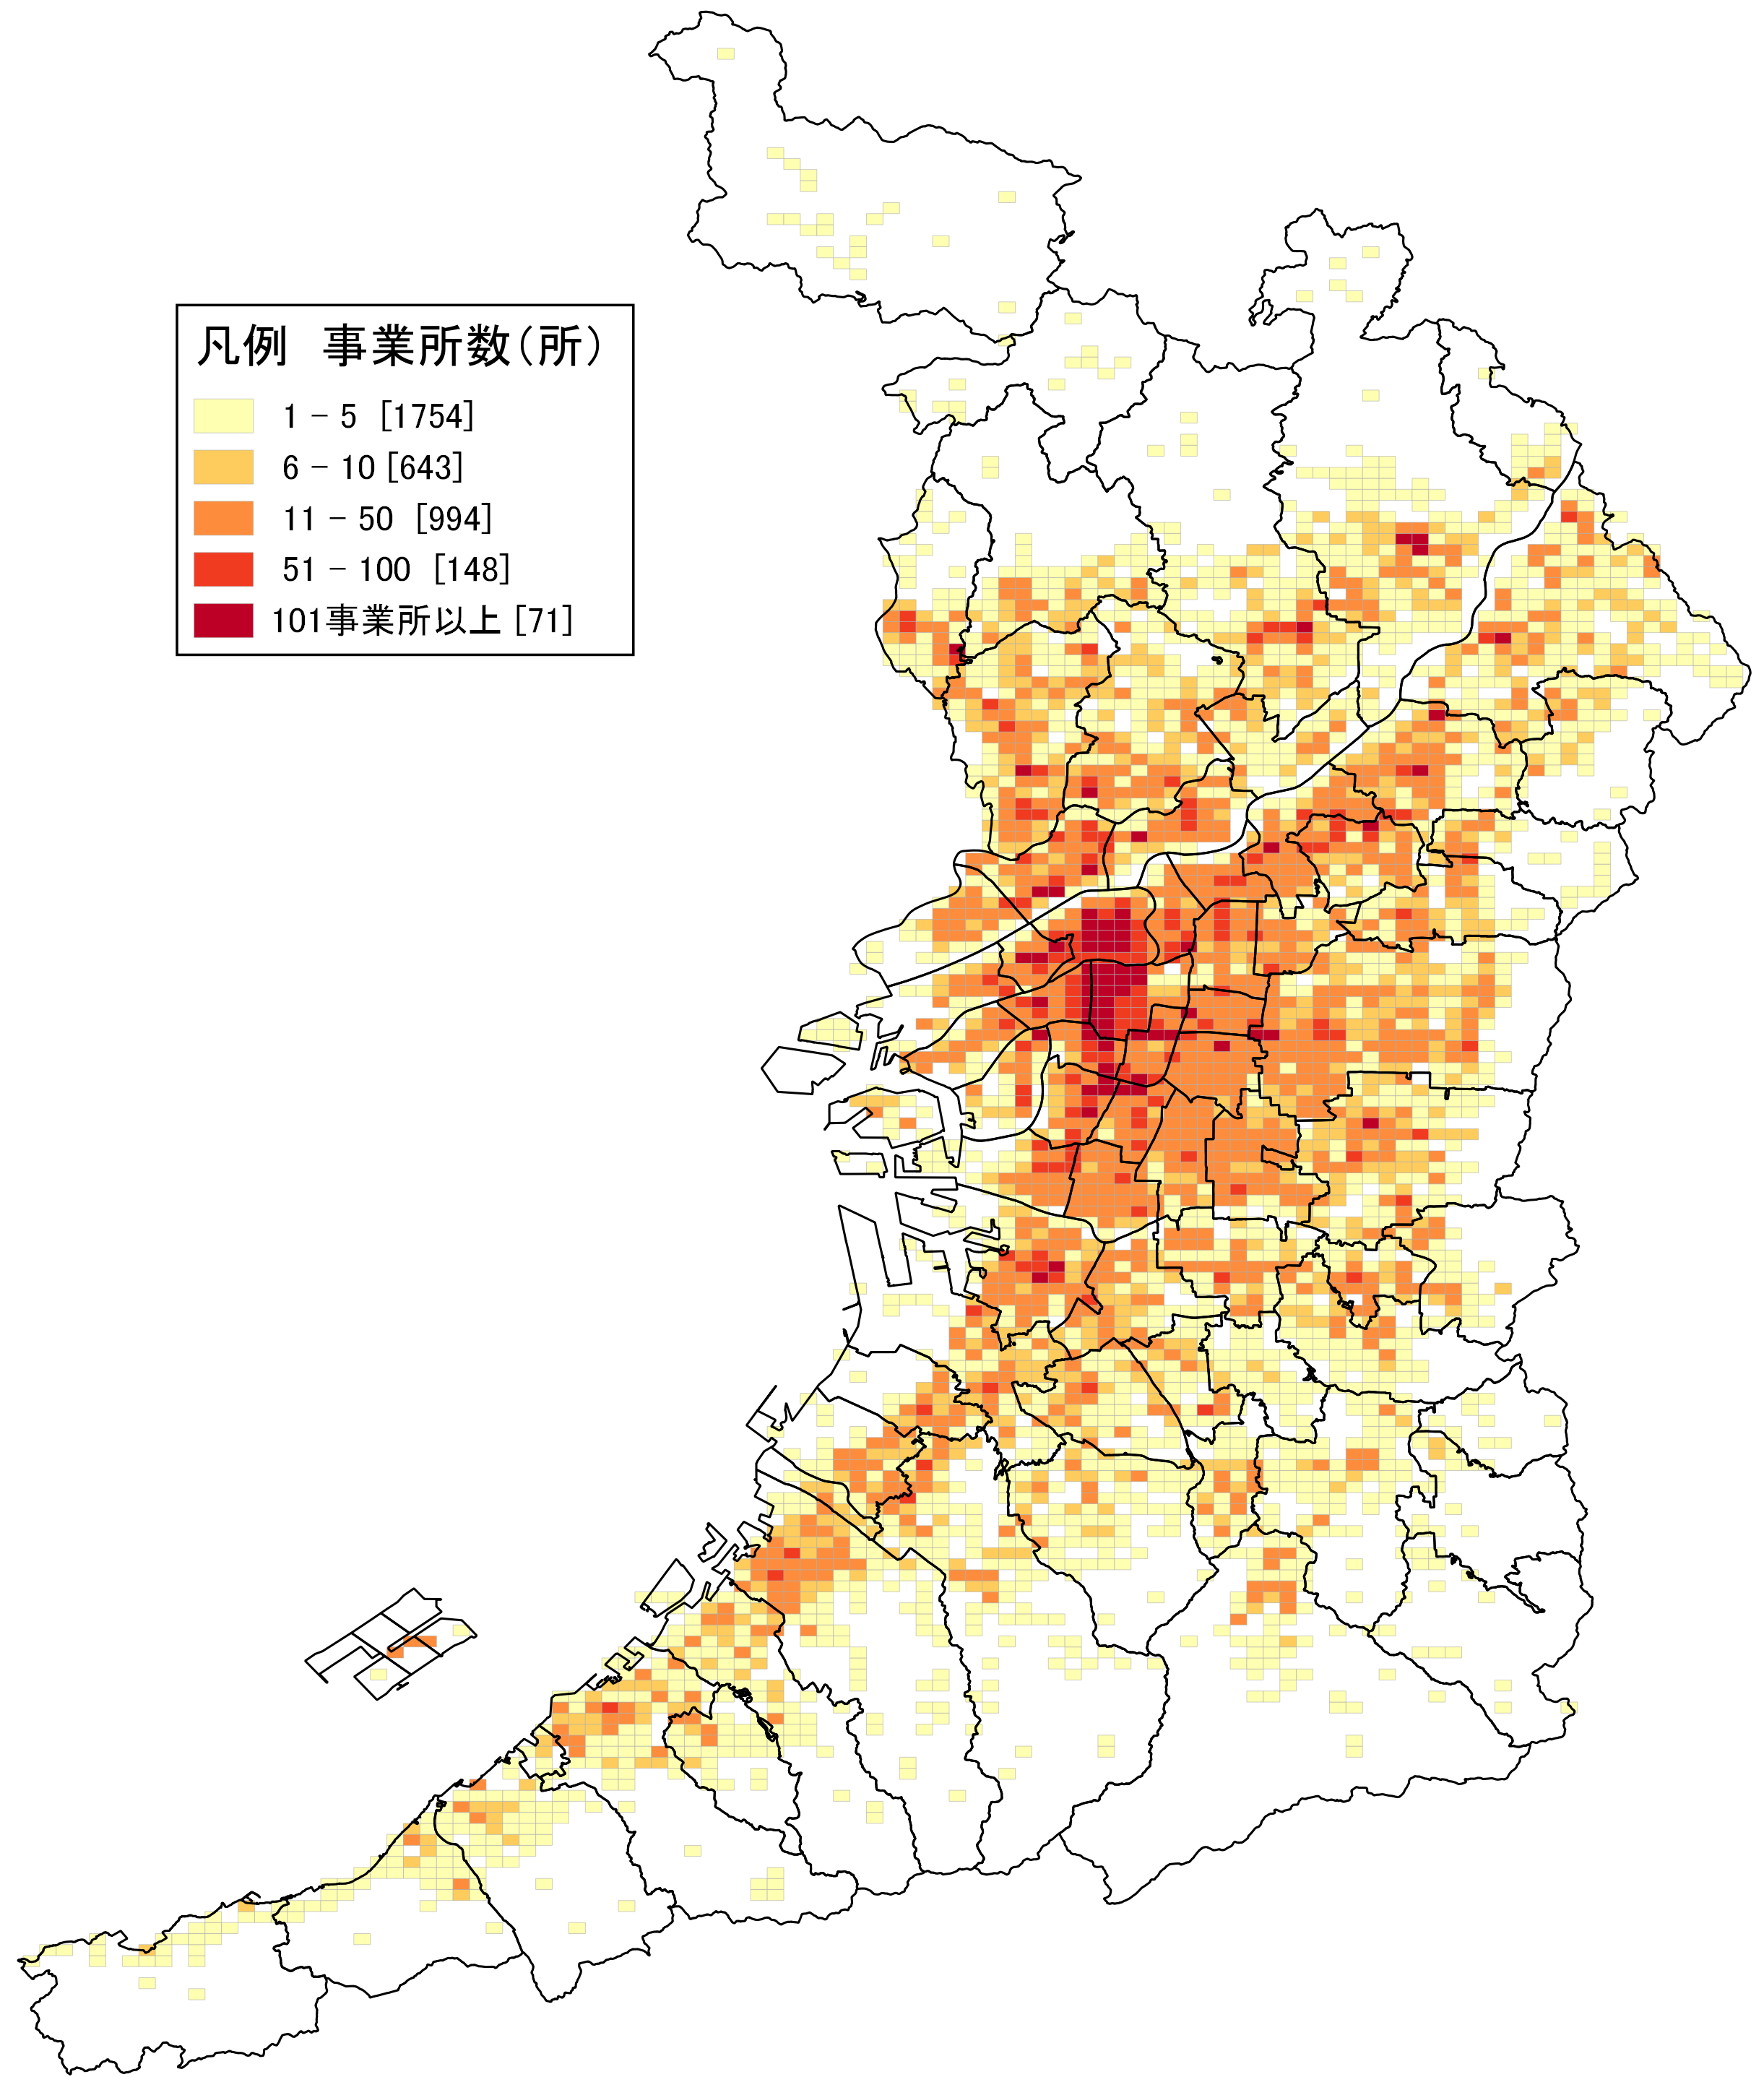 凡例　事業所数（所）
1 － 5 [1754]
6 － 10 [643]
11 － 50 [994]
51 － 100 [148]
101事業所以上 [71]